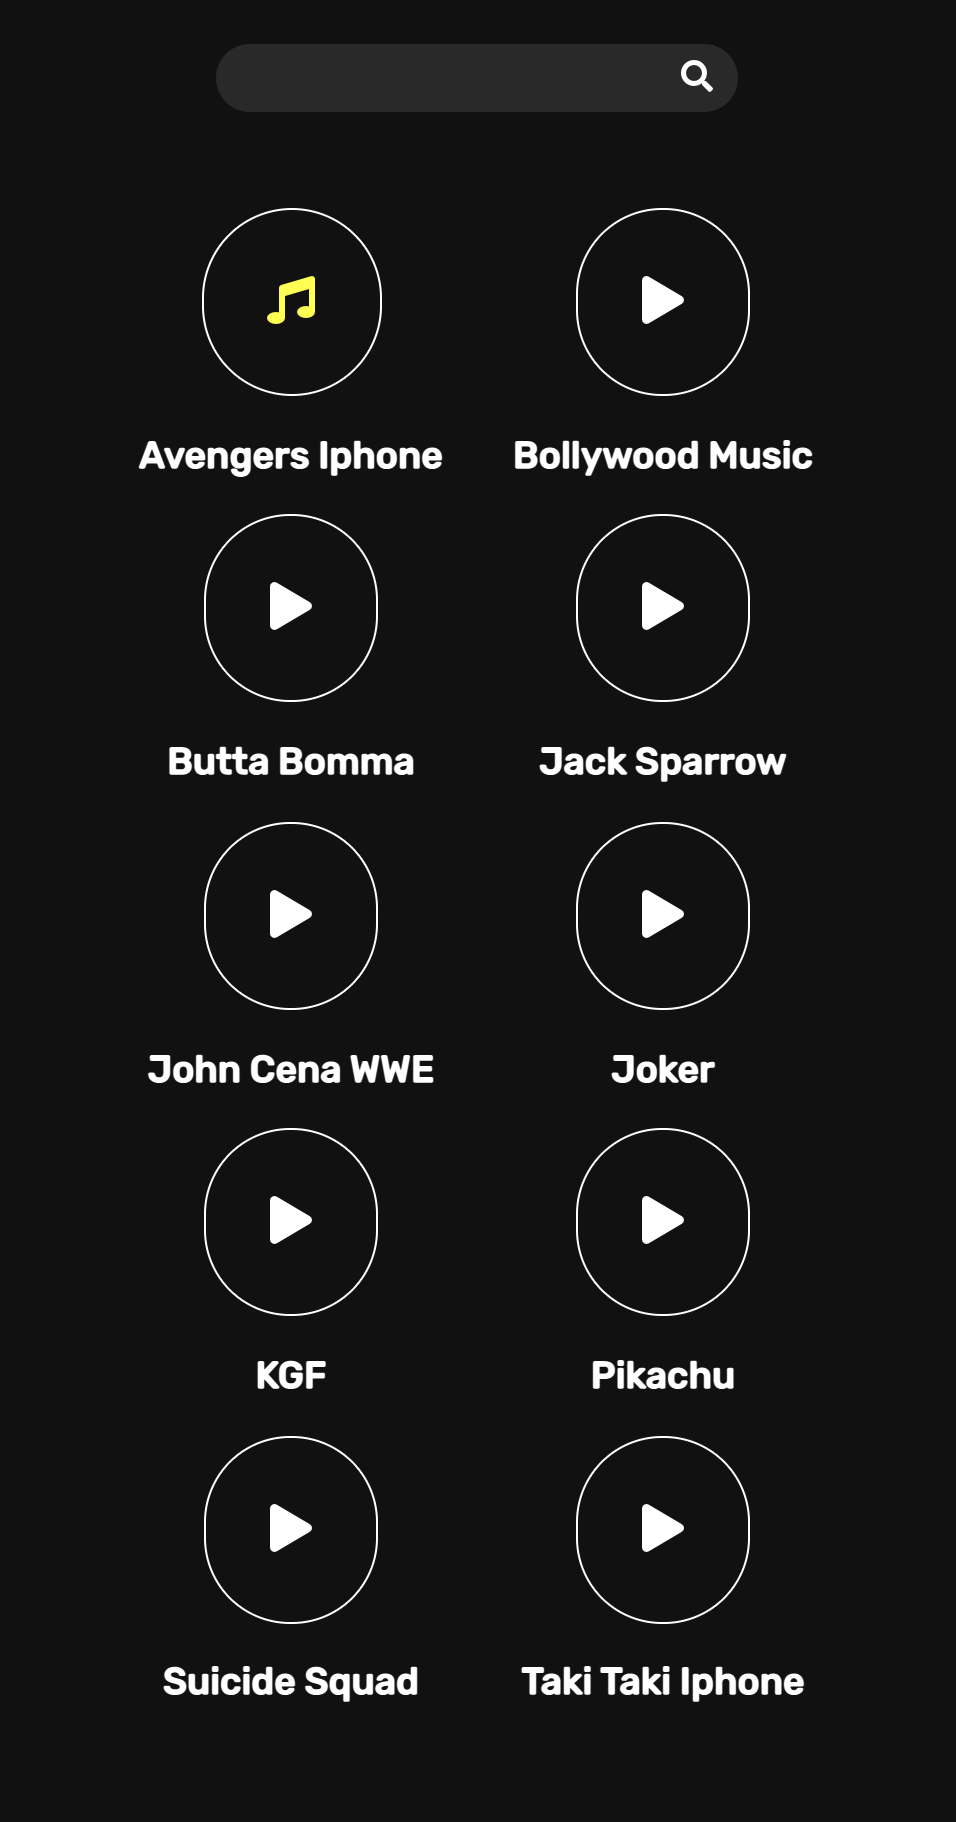 Avengers Iphone
Bollywood Music
Butta Bomma
Jack Sparrow
John Cena WWE
Joker
KGF
Pikachu
Suicide Squad
Taki Taki Iphone